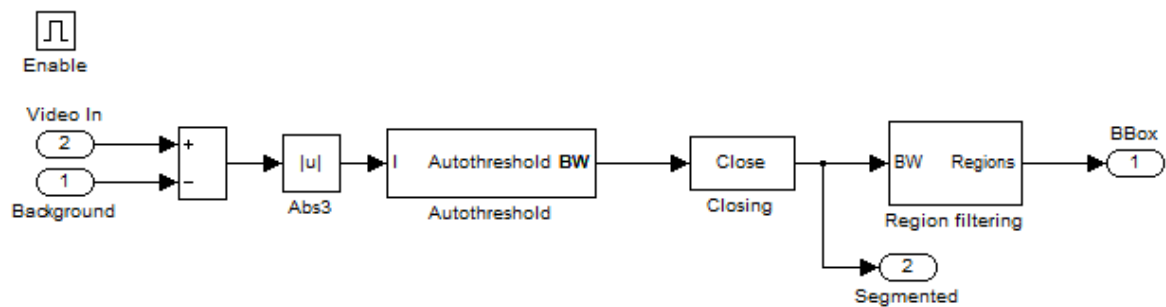 Enable
Video In
2
+
1
−
Background
|u|
Abs3
I Autothreshold BW
Autothreshold
Close
Closing
BW Regions
Region filtering
BBox
1
2
Segmented